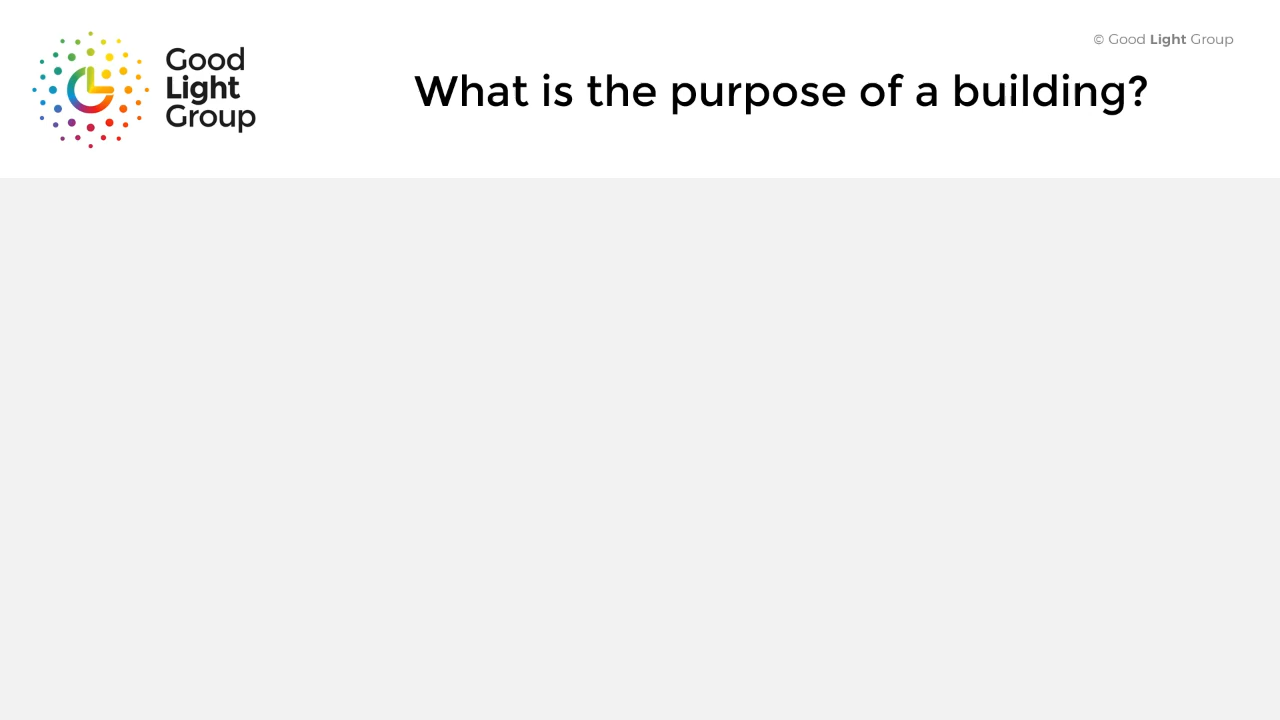 Good
Light
Group
© Good Light Group
What is the purpose of a building?